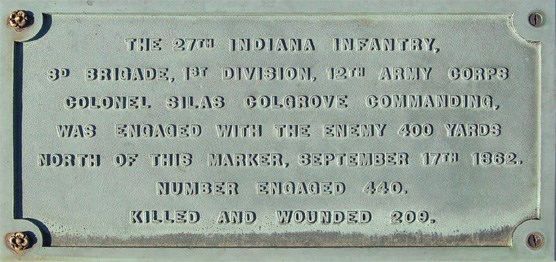 THE 27TH INDIANA INFANTRY,
3D BRIGADE, 1ST DIVISION, 12TH ARMY CORPS
COLONEL SILAS COLGROVE COMMANDING,
WAS ENGAGED WITH THE ENEMY 400 YARDS
NORTH OF THIS MARKER, SEPTEMBER 17TH 1862.
NUMBER ENGAGED 440.
KILLED AND WOUNDED 209.